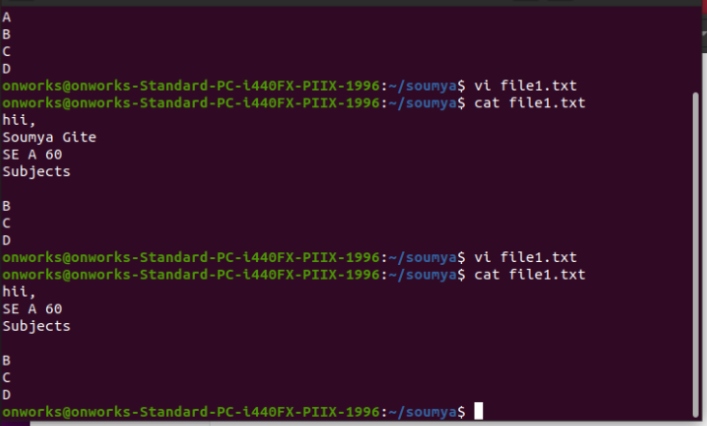 A
B
C
D
onworks@onworks-Standard-PC-i440FX-PIIX-1996:~/soumya$ vi file1.txt
onworks@onworks-Standard-PC-i440FX-PIIX-1996:~/soumya$ cat file1.txt
hii,
Soumya Gite
SE A 60
Subjects

B
C
D
onworks@onworks-Standard-PC-i440FX-PIIX-1996:~/soumya$ vi file1.txt
onworks@onworks-Standard-PC-i440FX-PIIX-1996:~/soumya$ cat file1.txt
hii,
SE A 60
Subjects

B
C
D
onworks@onworks-Standard-PC-i440FX-PIIX-1996:~/soumya$